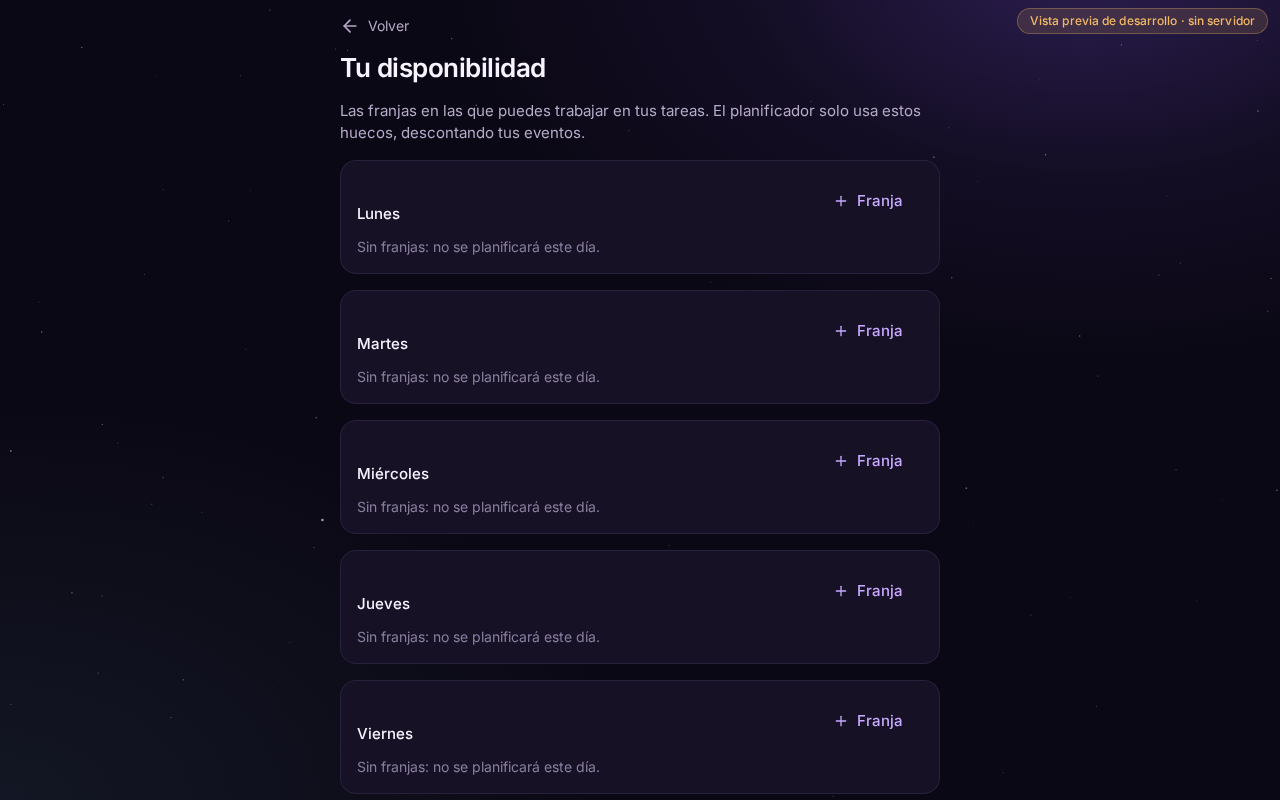 Volver
Vista previa de desarrollo · sin servidor
Tu disponibilidad
Las franjas en las que puedes trabajar en tus tareas. El planificador solo usa estos
huecos, descontando tus eventos.
Lunes
+ Franja
Sin franjas: no se planificará este día.
Martes
+ Franja
Sin franjas: no se planificará este día.
Miércoles
+ Franja
Sin franjas: no se planificará este día.
Jueves
+ Franja
Sin franjas: no se planificará este día.
Viernes
+ Franja
Sin franjas: no se planificará este día.